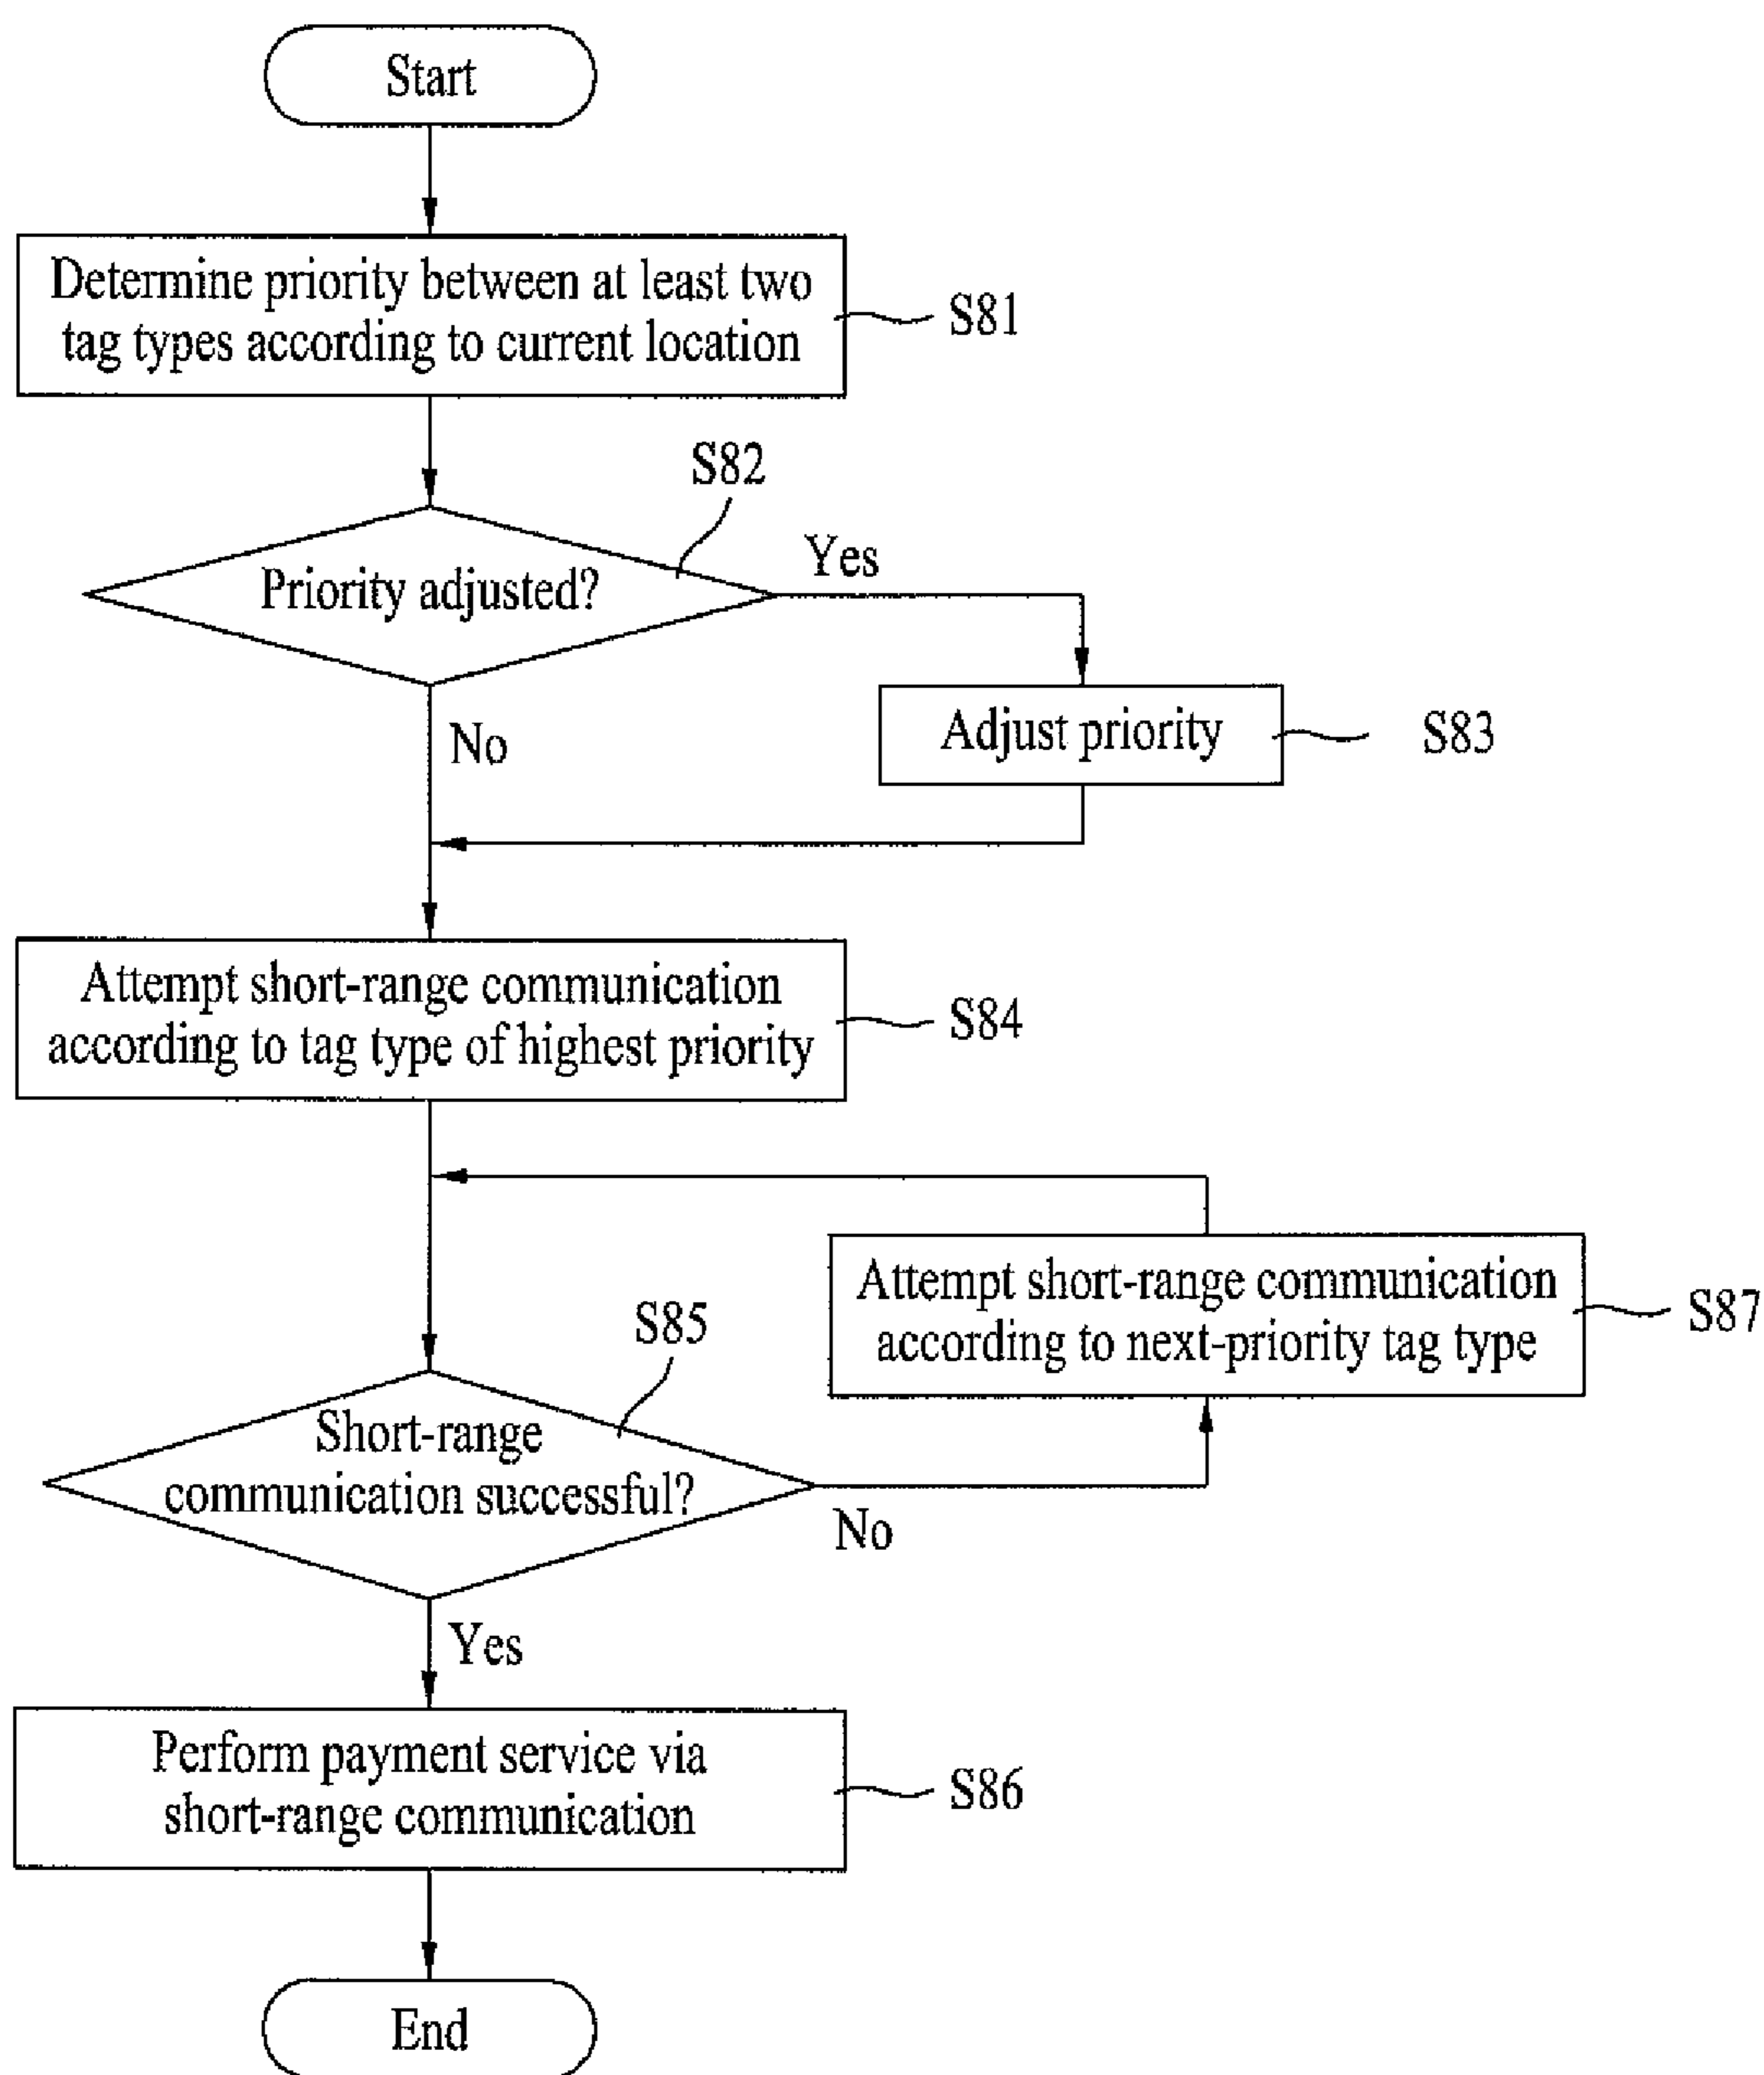 Start
Determine priority between at least two
tag types according to current location
S81
S82
Priority adjusted?
Yes
No
Adjust priority
S83
Attempt short-range communication
according to tag type of highest priority
S84
Attempt short-range communication
according to next-priority tag type
S87
S85
Short-range
communication successful?
No
Yes
Perform payment service via
short-range communication
S86
End